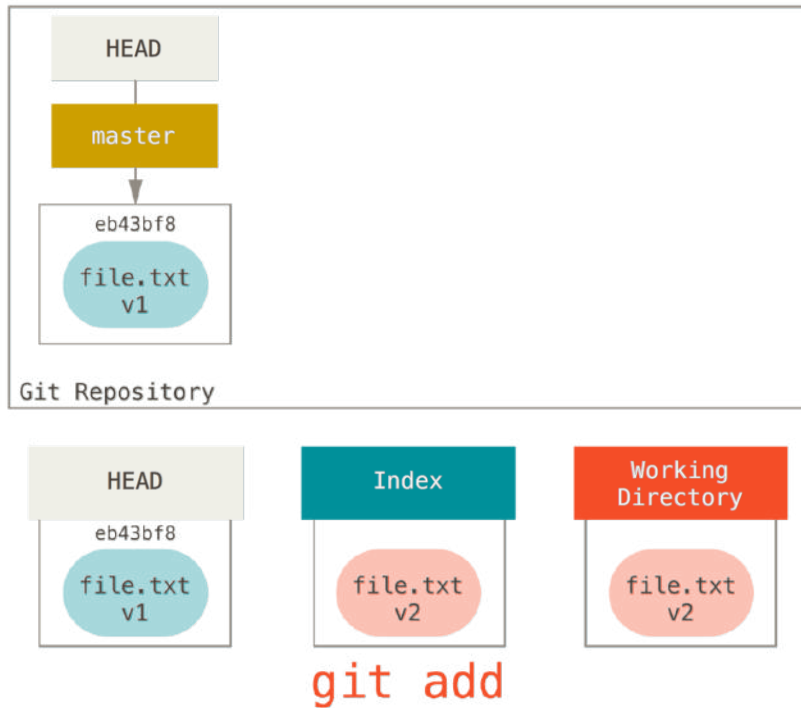 HEAD
master
eb43bf8
file.txt
v1
Git Repository
HEAD
Index
Working
Directory
eb43bf8
file.txt
v1
file.txt
v2
file.txt
v2
git add